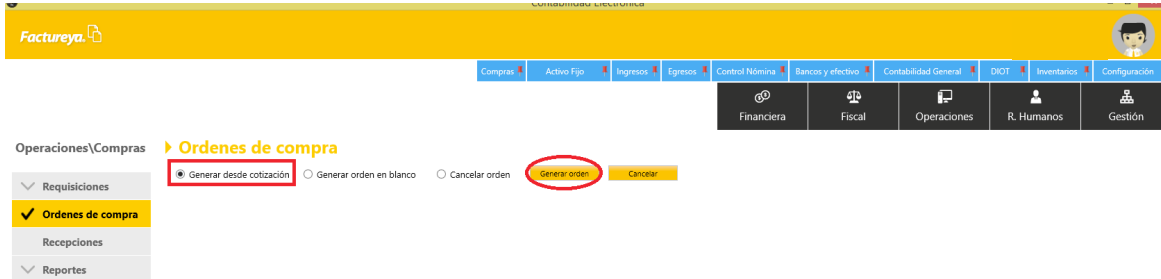 Contabilidad Electrónica
Factureya.
Compras Activo Fijo Ingresos Egresos Control Nómina Bancos y efectivo Contabilidad General DIOT Inventarios Configuración
Financiera Fiscal Operaciones R. Humanos Gestión
Operaciones\Compras
Ordenes de compra
Generar desde cotización Generar orden en blanco Cancelar orden Generar orden Cancelar
Requisiciones
Ordenes de compra
Recepciones
Reportes